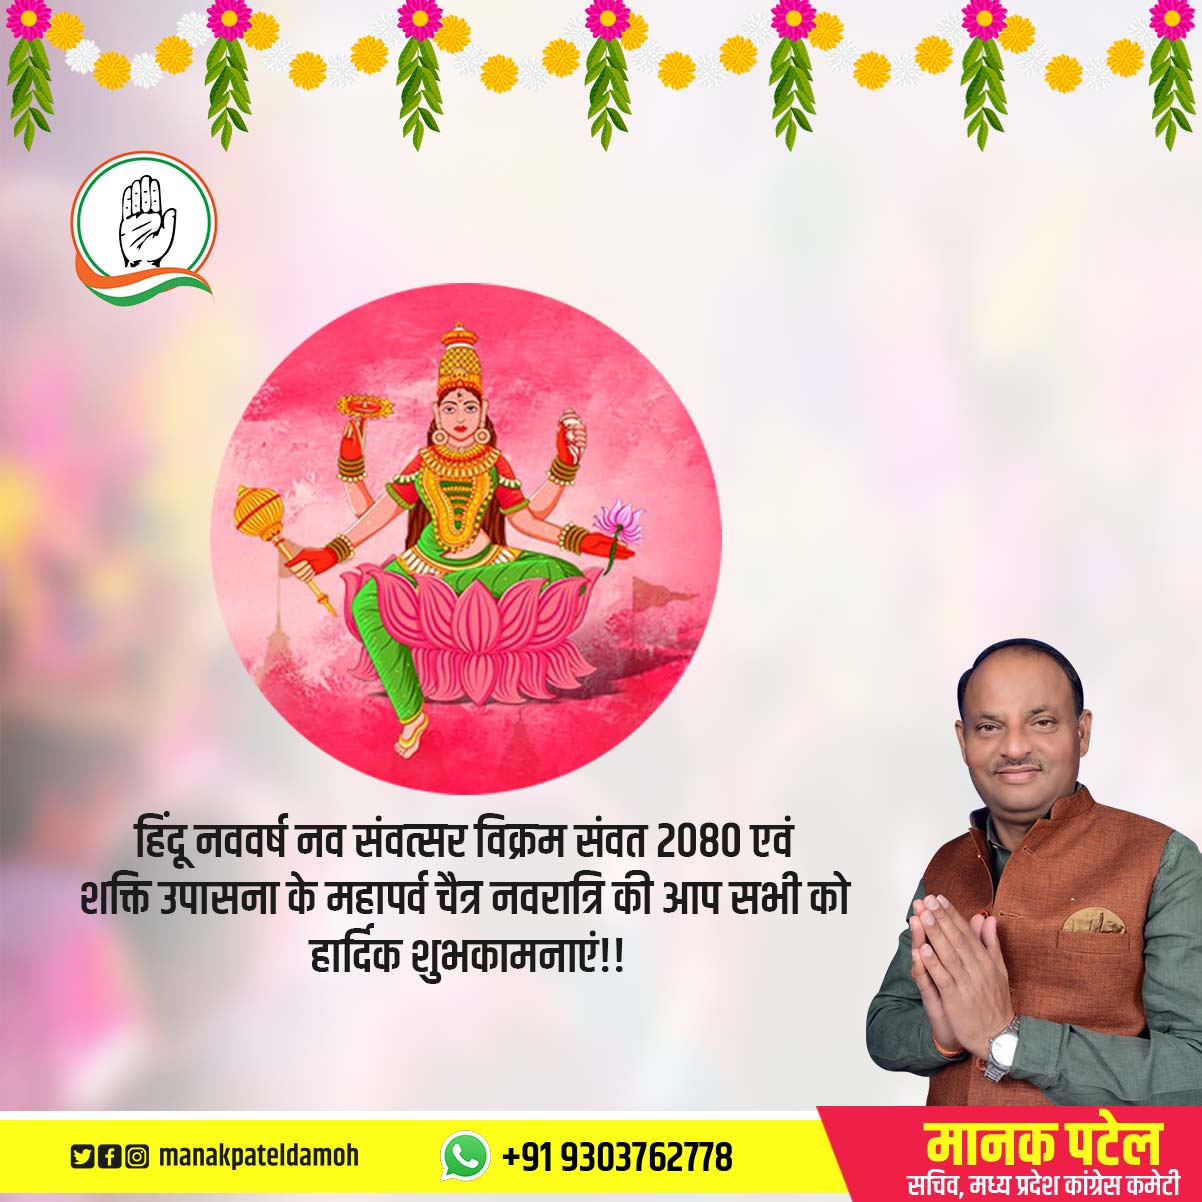 हिंदू नववर्ष नव संवत्सर विक्रम संवत 2080 एवं
शक्ति उपासना के महापर्व चैत्र नवरात्रि की आप सभी को
हार्दिक शुभकामनाएं!!
manakpateldamoh
+91 9303762778
मानक पटेल
सचिव, मध्य प्रदेश कांग्रेस कमेटी